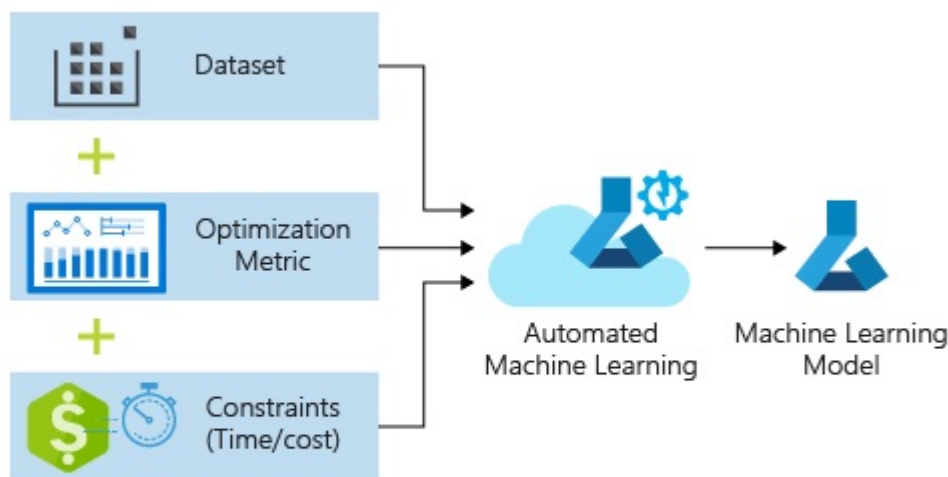 Dataset
Optimization
Metric
Constraints
(Time/cost)
Automated
Machine Learning
Machine Learning
Model